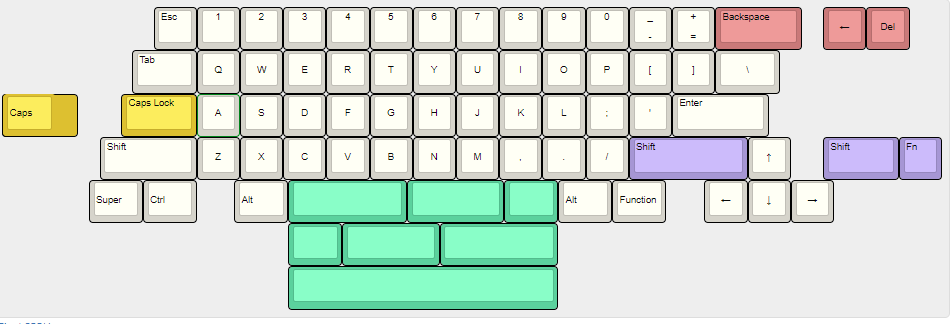 Esc 1 2 3 4 5 6 7 8 9 0 _ - + = Backspace ← Del
Tab Q W E R T Y U I O P [ ] \
Caps Caps Lock A S D F G H J K L ; ' Enter
Shift Z X C V B N M , . / Shift ↑ Shift Fn
Super Ctrl Alt Alt Function ← ↓ →